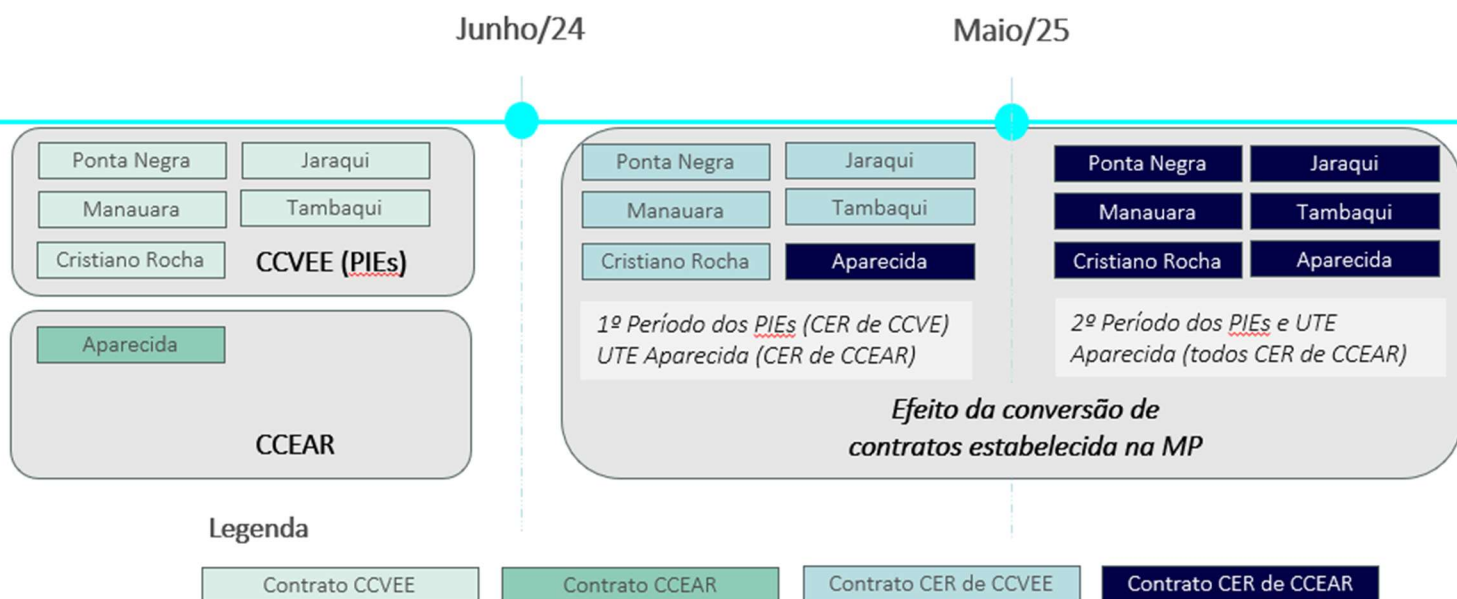 Junho/24
Maio/25
Ponta Negra
Jaraqui
Manauara
Tambaqui
Cristiano Rocha
CCVEE (PIEs)
Aparecida
CCEAR
Ponta Negra
Jaraqui
Manauara
Tambaqui
Cristiano Rocha
Aparecida
1º Período dos PIEs (CER de CCVE)
UTE Aparecida (CER de CCEAR)
Ponta Negra
Jaraqui
Manauara
Tambaqui
Cristiano Rocha
Aparecida
2º Período dos PIEs e UTE
Aparecida (todos CER de CCEAR)
Efeito da conversão de
contratos estabelecida na MP
Legenda
Contrato CCVEE
Contrato CCEAR
Contrato CER de CCVEE
Contrato CER de CCEAR